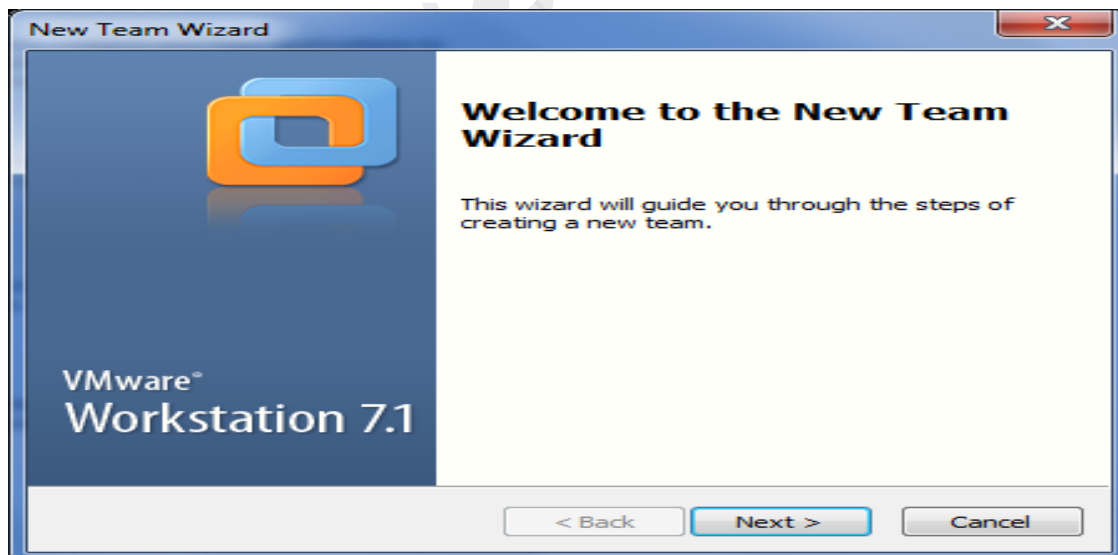 New Team Wizard
Welcome to the New Team
Wizard
This wizard will guide you through the steps of
creating a new team.
VMware®
Workstation 7.1
< Back
Next >
Cancel